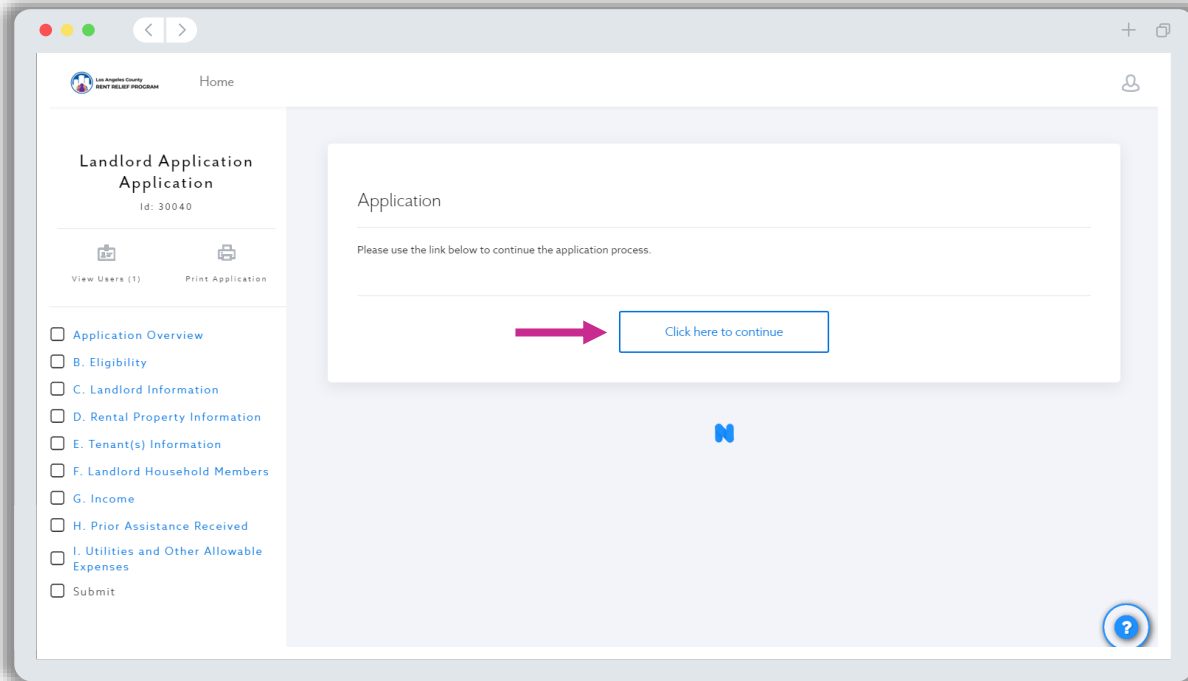 Los Angeles County
RENT RELIEF PROGRAM
Home
Landlord Application
Application
Id: 30040
View Users (1)
Print Application
Application Overview
B. Eligibility
C. Landlord Information
D. Rental Property Information
E. Tenant(s) Information
F. Landlord Household Members
G. Income
H. Prior Assistance Received
I. Utilities and Other Allowable
Expenses
Submit
Application
Please use the link below to continue the application process.
Click here to continue
N
?